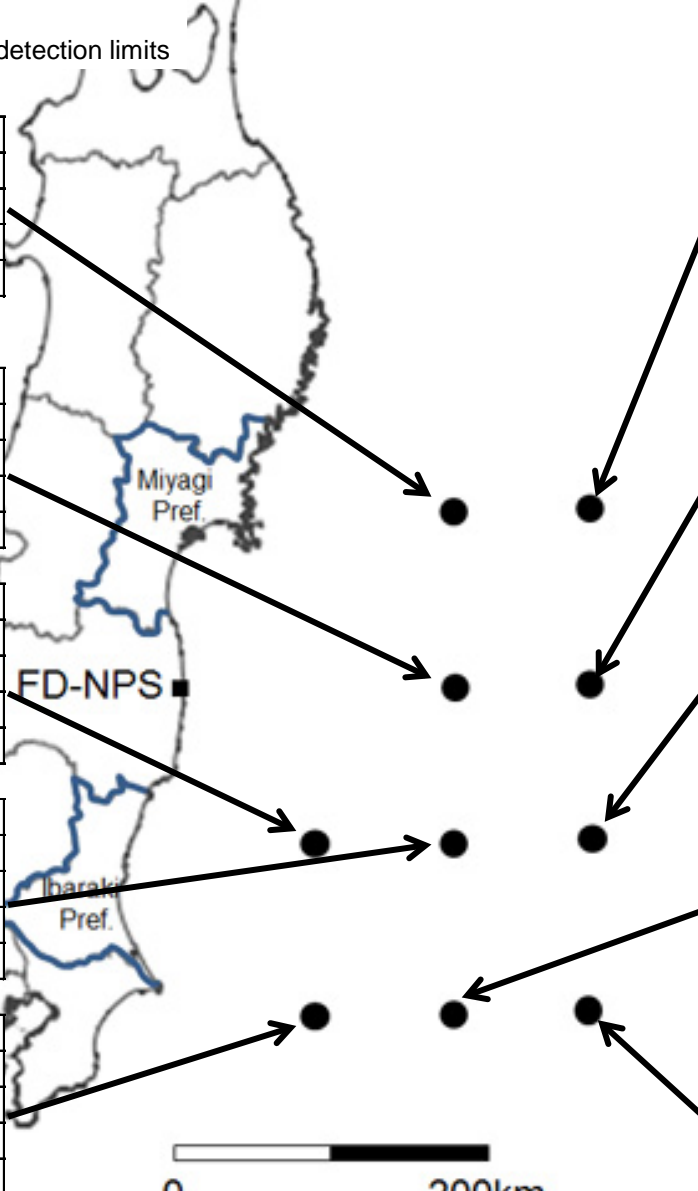 detection limits
Miyagi
Pref.
FD-NPS
Ibaraki
Pref.
0 200km